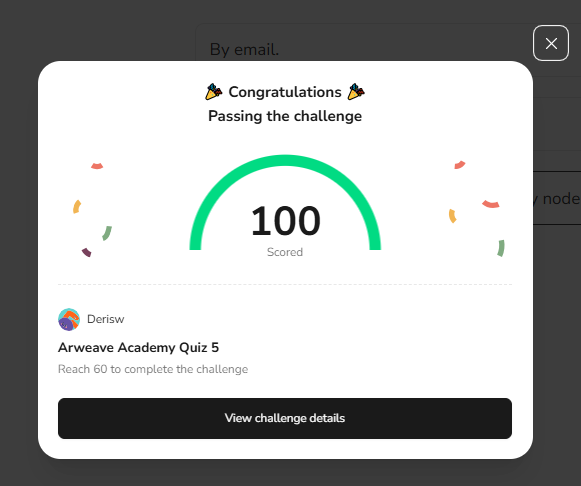 By email.
🎉 Congratulations 🎉
Passing the challenge
y node
100
Scored
Derisw
Arweave Academy Quiz 5
Reach 60 to complete the challenge
View challenge details